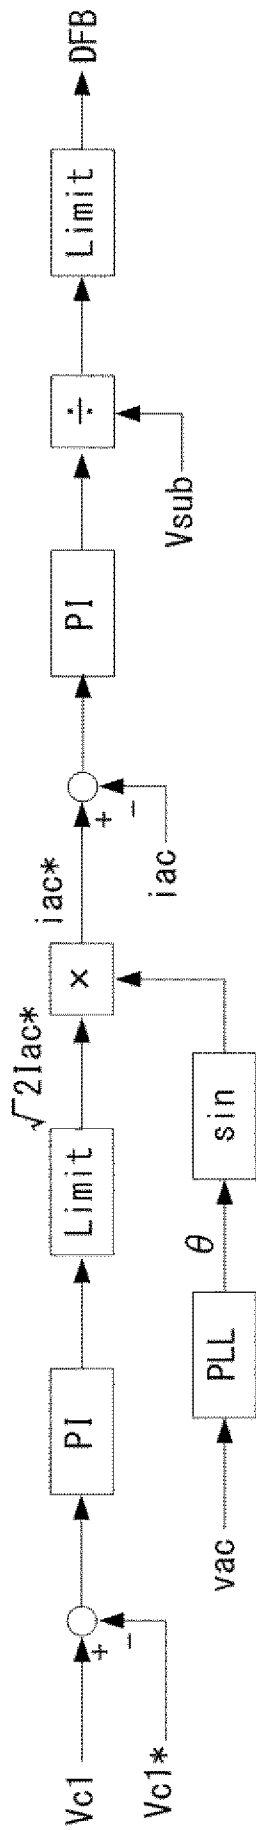 Vc1
+
−
Vc1*
PI
Limit
√2Iac*
×
vac
PLL
θ
sin
iac*
+
−
iac
PI
÷
Vsub
Limit
DFB